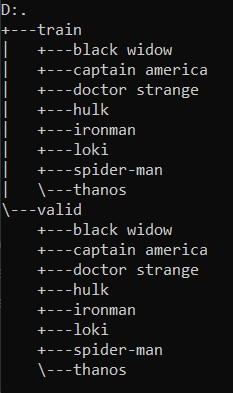 D:.
+---train
|   +---black widow
|   +---captain america
|   +---doctor strange
|   +---hulk
|   +---ironman
|   +---loki
|   +---spider-man
|   \---thanos
\---valid
    +---black widow
    +---captain america
    +---doctor strange
    +---hulk
    +---ironman
    +---loki
    +---spider-man
    \---thanos